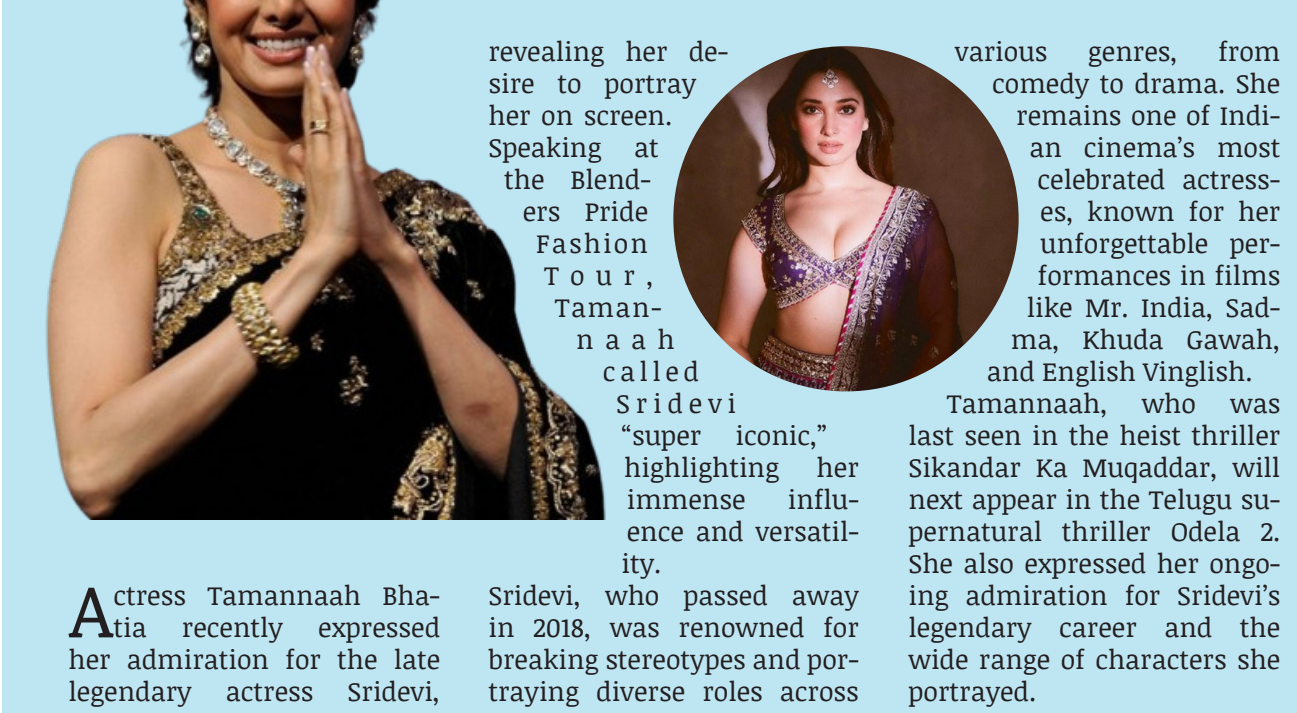 Actress Tamannaah Bha-
tia recently expressed
her admiration for the late
legendary actress Sridevi,
revealing her de-
sire to portray
her on screen.
Speaking at
the Blend-
ers Pride
Fashion
Tour,
Taman-
naah
called
Sridevi
“super iconic,”
highlighting her
immense influ-
ence and versatil-
ity.
Sridevi, who passed away
in 2018, was renowned for
breaking stereotypes and por-
traying diverse roles across
various genres, from
comedy to drama. She
remains one of Indi-
an cinema’s most
celebrated actress-
es, known for her
unforgettable per-
formances in films
like Mr. India, Sad-
ma, Khuda Gawah,
and English Vinglish.
Tamannaah, who was
last seen in the heist thriller
Sikandar Ka Muqaddar, will
next appear in the Telugu su-
pernatural thriller Odela 2.
She also expressed her ongo-
ing admiration for Sridevi’s
legendary career and the
wide range of characters she
portrayed.